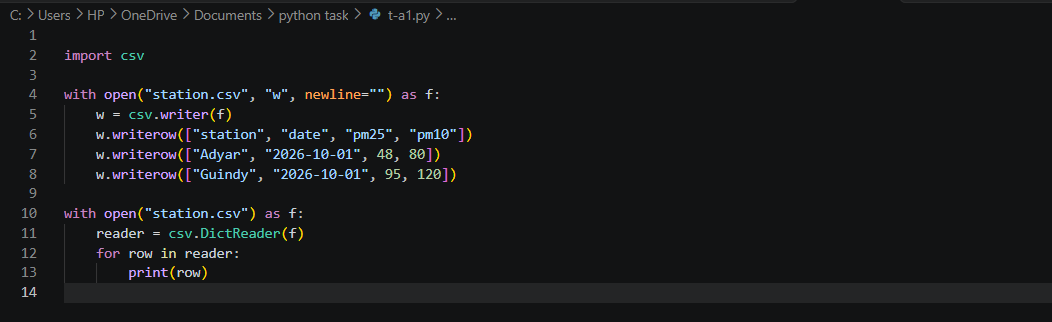 C: > Users > HP > OneDrive > Documents > python task > t-a1.py > ...
1
2 import csv
3
4 with open("station.csv", "w", newline="") as f:
5     w = csv.writer(f)
6     w.writerow(["station", "date", "pm25", "pm10"])
7     w.writerow(["Adyar", "2026-10-01", 48, 80])
8     w.writerow(["Guindy", "2026-10-01", 95, 120])
9
10 with open("station.csv") as f:
11     reader = csv.DictReader(f)
12     for row in reader:
13         print(row)
14